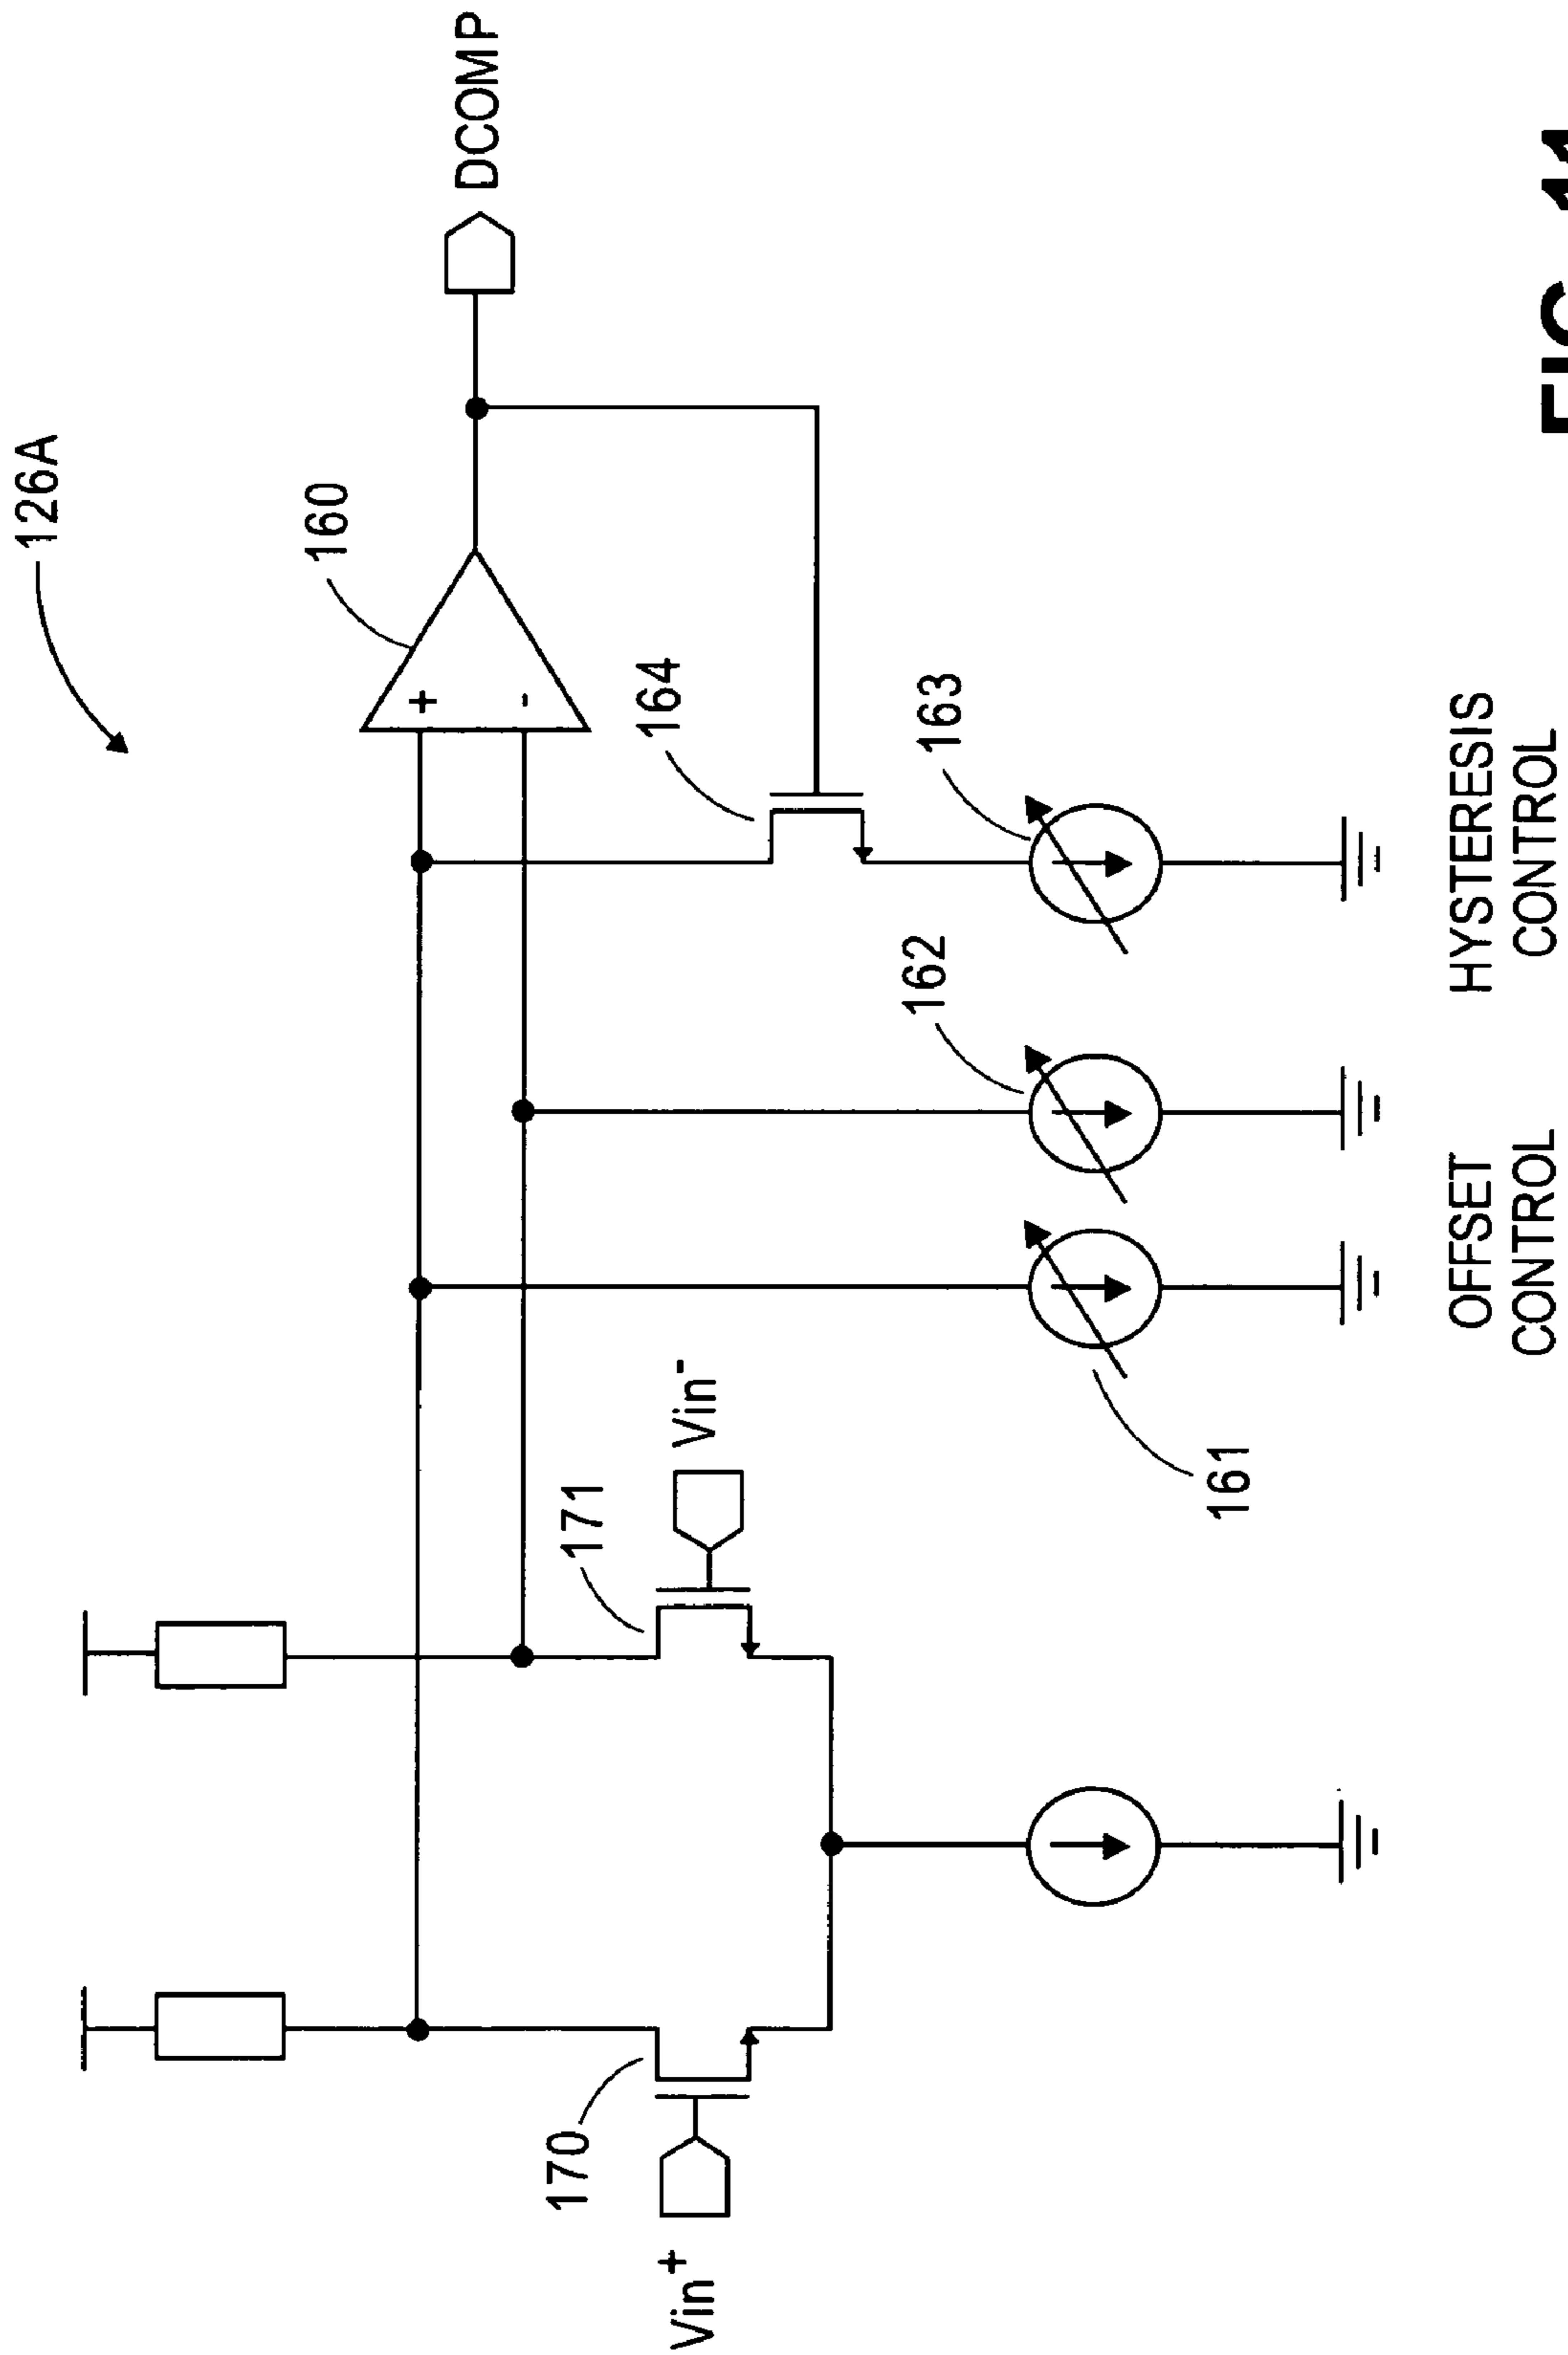 126A
160
DCOMP
164
163
162
161
171
Vin-
170
Vin+
OFFSET
CONTROL
HYSTERESIS
CONTROL